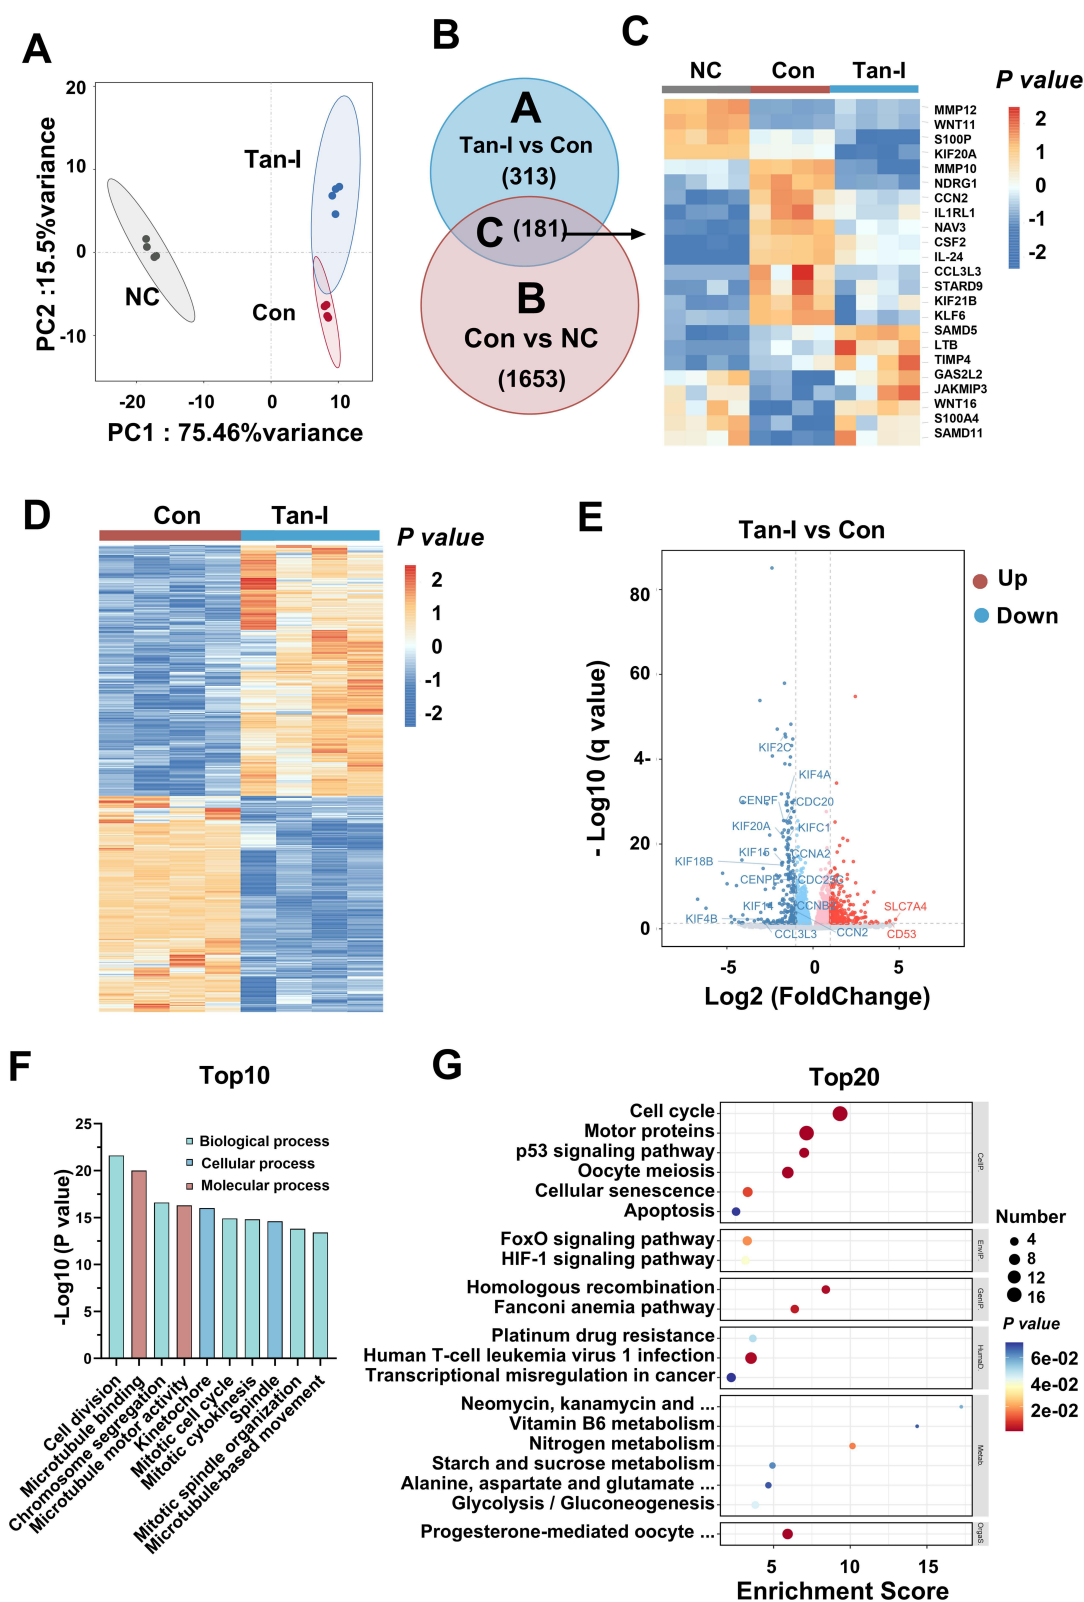 A
20
10
0
-10
PC2 :15.5%variance
Tan-I
NC
Con
-20
-10
0
10
PC1 : 75.46%variance
B
A
Tan-I vs Con
(313)
C (181)
B
Con vs NC
(1653)
C
NC Con Tan-I
P value
2
1
0
-1
-2
MMP12
WNT11
S100P
KIF20A
MMP10
NDRG1
CCN2
IL1RL1
NAV3
CSF2
IL-24
CCL3L3
STARD9
KIF21B
KLF6
SAMD5
LTB
TIMP4
GAS2L2
JAKMIP3
WNT16
S100A4
SAMD11
D
Con Tan-I
P value
2
1
0
-1
-2
E
Tan-I vs Con
Up
Down
- Log10 (q value)
80
60
4-
20
0
KIF2C
KIF4A
CENPF
CDC20
KIF20A
KIFC1
KIF15
CCNA2
KIF18B
CENPE
CDC25C
KIF14
CCNB2
KIF4B
CCL3L3
CCN2
SLC7A4
CD53
-5
0
5
Log2 (FoldChange)
F
Top10
-Log10 (P value)
25
20
15
10
5
0
Biological process
Cellular process
Molecular process
Cell division
Microtubule binding
Chromosome segregation
Microtubule motor activity
Kinetochore
Mitotic cell cycle
Mitotic cytokinesis
Spindle
Mitotic spindle organization
Microtubule-based movement
G
Top20
Cell cycle
Motor proteins
p53 signaling pathway
Oocyte meiosis
Cellular senescence
Apoptosis
CellP.
FoxO signaling pathway
HIF-1 signaling pathway
EnvIP.
Homologous recombination
Fanconi anemia pathway
GenIP.
Platinum drug resistance
Human T-cell leukemia virus 1 infection
Transcriptional misregulation in cancer
HumaD.
Neomycin, kanamycin and ...
Vitamin B6 metabolism
Nitrogen metabolism
Starch and sucrose metabolism
Alanine, aspartate and glutamate ...
Glycolysis / Gluconeogenesis
Metab.
Progesterone-mediated oocyte ...
OrgaS.
5
10
15
Enrichment Score
Number
4
8
12
16
P value
6e-02
4e-02
2e-02